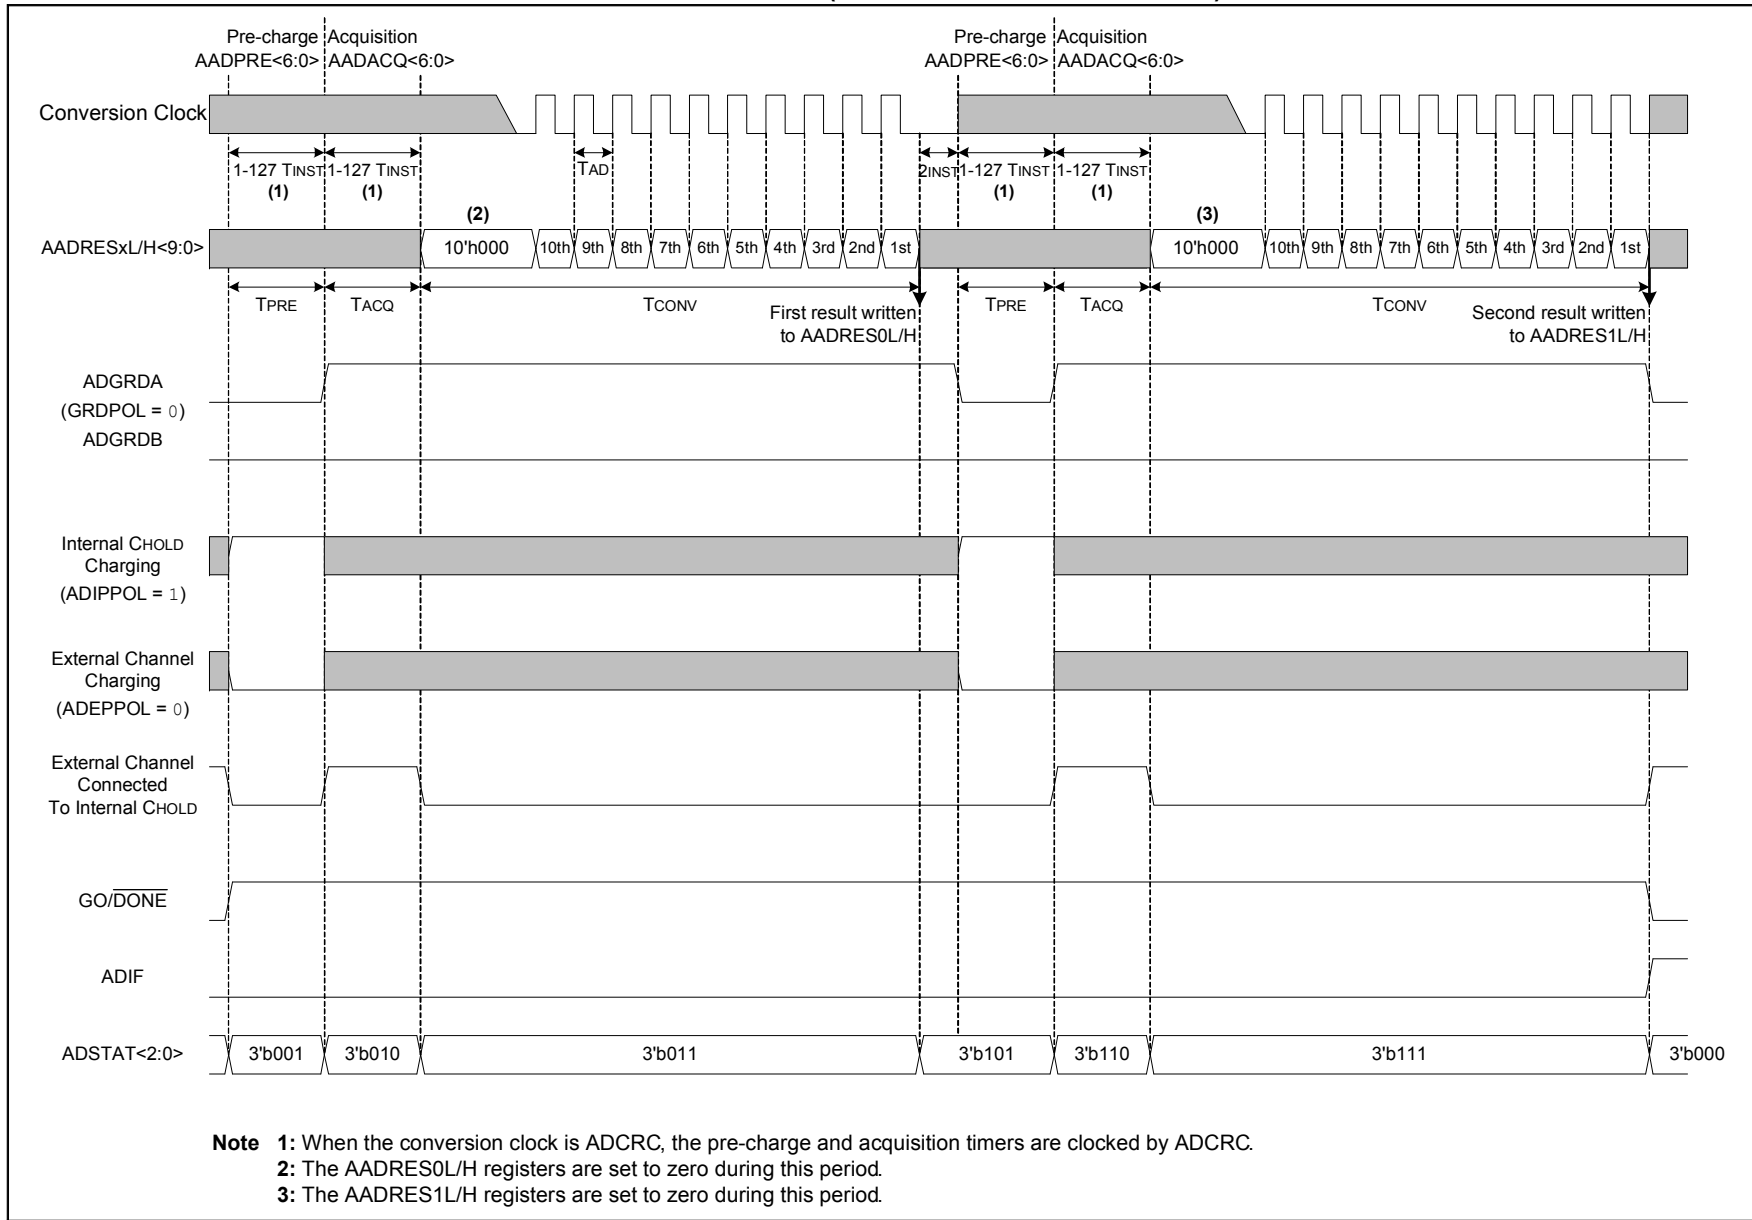 Pre-charge Acquisition Pre-charge Acquisition
AADPRE<6:0> AADACQ<6:0> AADPRE<6:0> AADACQ<6:0>
Conversion Clock
1-127 TINST 1-127 TINST TAD 2INST 1-127 TINST 1-127 TINST
(1) (1) (1) (1)
(2) (3)
AADRESxL/H<9:0> 10'h000 10th 9th 8th 7th 6th 5th 4th 3rd 2nd 1st 10'h000 10th 9th 8th 7th 6th 5th 4th 3rd 2nd 1st
TPRE TACQ TCONV TPRE TACQ TCONV
First result written
to AADRES0L/H
Second result written
to AADRES1L/H
ADGRDA
(GRDPOL = 0)
ADGRDB
Internal CHOLD
Charging
(ADIPPOL = 1)
External Channel
Charging
(ADEPPOL = 0)
External Channel
Connected
To Internal CHOLD
GO/DONE
ADIF
ADSTAT<2:0> 3'b001 3'b010 3'b011 3'b101 3'b110 3'b111 3'b000
Note 1: When the conversion clock is ADCRC, the pre-charge and acquisition timers are clocked by ADCRC.
2: The AADRES0L/H registers are set to zero during this period.
3: The AADRES1L/H registers are set to zero during this period.